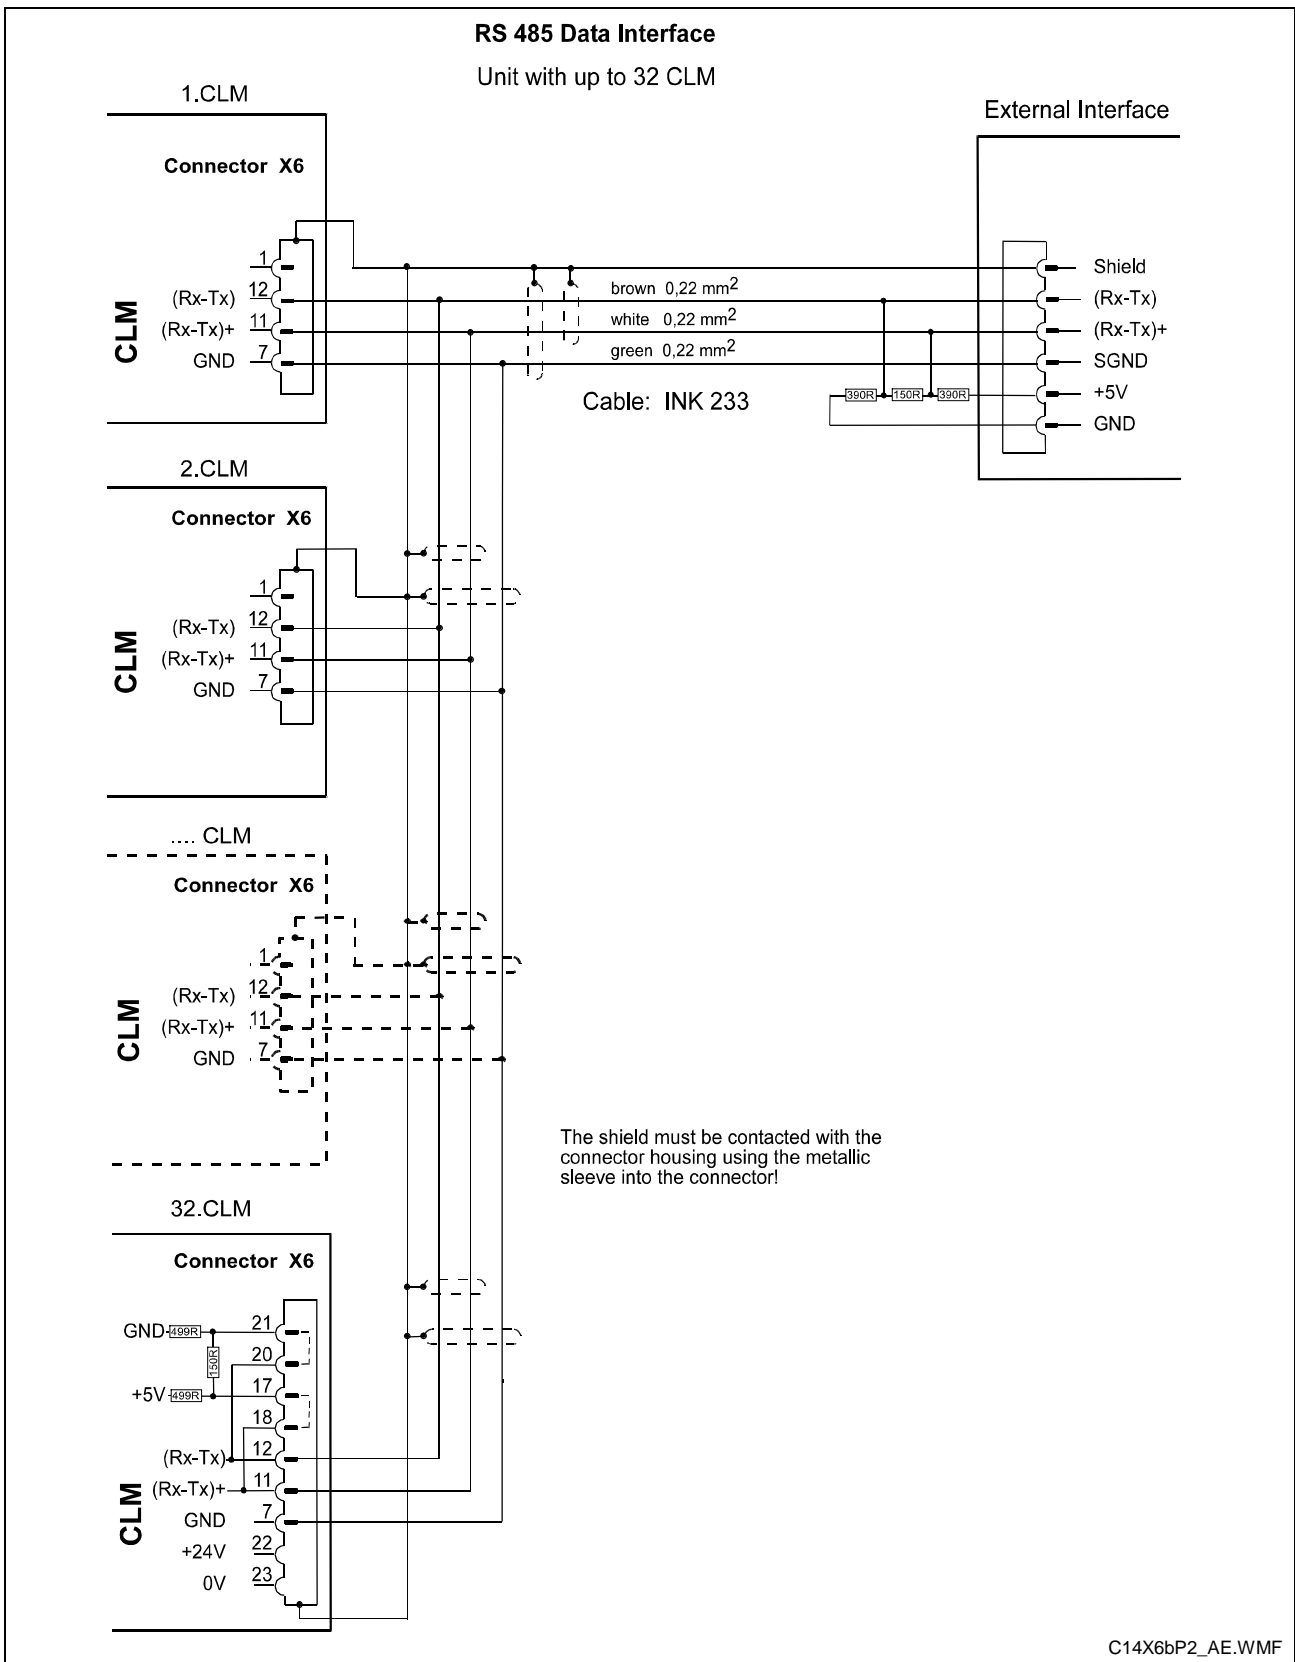 RS 485 Data Interface
Unit with up to 32 CLM
1.CLM
External Interface
Connector X6
1
(Rx-Tx) 12
(Rx-Tx)+ 11
GND 7
CLM
brown 0,22 mm²
white 0,22 mm²
green 0,22 mm²
Cable: INK 233
Shield
(Rx-Tx)
(Rx-Tx)+
SGND
+5V
GND
390R 150R 390R
2.CLM
Connector X6
1
(Rx-Tx) 12
(Rx-Tx)+ 11
GND 7
CLM
.... CLM
Connector X6
1
(Rx-Tx) 12
(Rx-Tx)+ 11
GND 7
CLM
The shield must be contacted with the
connector housing using the metallic
sleeve into the connector!
32.CLM
Connector X6
GND 499R 21
150R
20
+5V 499R 17
18
(Rx-Tx) 12
(Rx-Tx)+ 11
GND 7
+24V 22
0V 23
CLM
C14X6bP2_AE.WMF